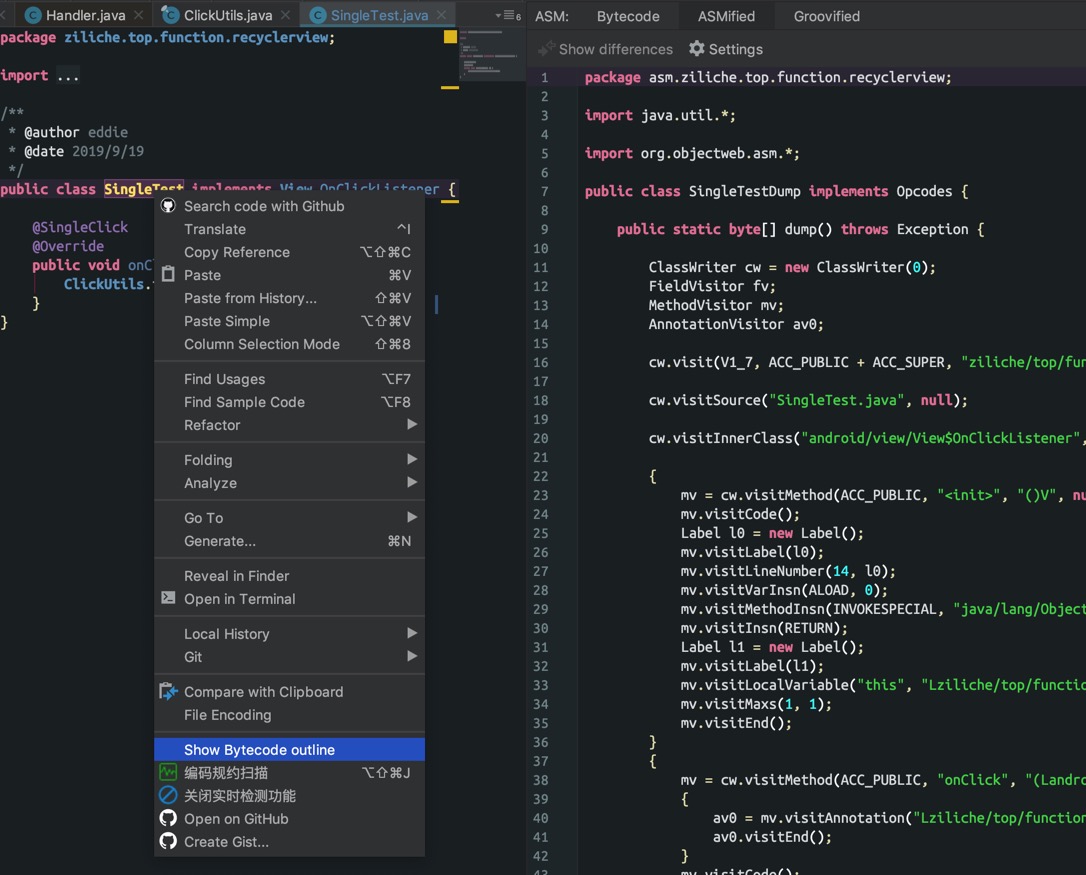 Handler.java
ClickUtils.java
SingleTest.java
6
package ziliche.top.function.recyclerview;
import ...
/**
* @author eddie
* @date 2019/9/19
*/
public class SingleTest implements View.OnClickListener {
@SingleClick
@Override
public void onCl
ClickUtils.
}
}
Search code with Github
Translate ^I
Copy Reference ⌥⇧⌘C
Paste ⌘V
Paste from History... ⇧⌘V
Paste Simple ⌥⇧⌘V
Column Selection Mode ⇧⌘8
Find Usages ⌥F7
Find Sample Code ⌥F8
Refactor
Folding
Analyze
Go To
Generate... ⌘N
Reveal in Finder
Open in Terminal
Local History
Git
Compare with Clipboard
File Encoding
Show Bytecode outline
编码规约扫描 ⌥⇧⌘J
关闭实时检测功能
Open on GitHub
Create Gist...
ASM: Bytecode ASMified Groovified
Show differences Settings
1 package asm.ziliche.top.function.recyclerview;
2
3 import java.util.*;
4
5 import org.objectweb.asm.*;
6
7 public class SingleTestDump implements Opcodes {
8
9 public static byte[] dump() throws Exception {
10
11 ClassWriter cw = new ClassWriter(0);
12 FieldVisitor fv;
13 MethodVisitor mv;
14 AnnotationVisitor av0;
15
16 cw.visit(V1_7, ACC_PUBLIC + ACC_SUPER, "ziliche/top/fun
17
18 cw.visitSource("SingleTest.java", null);
19
20 cw.visitInnerClass("android/view/View$OnClickListener",
21
22 {
23 mv = cw.visitMethod(ACC_PUBLIC, "<init>", "()V", nu
24 mv.visitCode();
25 Label l0 = new Label();
26 mv.visitLabel(l0);
27 mv.visitLineNumber(14, l0);
28 mv.visitVarInsn(ALOAD, 0);
29 mv.visitMethodInsn(INVOKESPECIAL, "java/lang/Object
30 mv.visitInsn(RETURN);
31 Label l1 = new Label();
32 mv.visitLabel(l1);
33 mv.visitLocalVariable("this", "Lziliche/top/functio
34 mv.visitMaxs(1, 1);
35 mv.visitEnd();
36 }
37 {
38 mv = cw.visitMethod(ACC_PUBLIC, "onClick", "(Landro
39 {
40 av0 = mv.visitAnnotation("Lziliche/top/function
41 av0.visitEnd();
42 }
43 mv.visitCode();